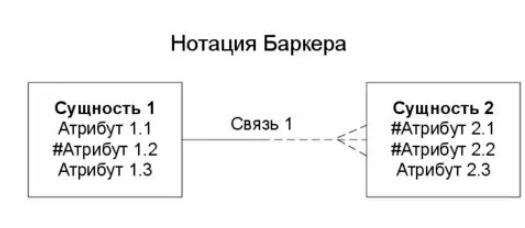 Нотация Баркера
Сущность 1
Атрибут 1.1
#Атрибут 1.2
Атрибут 1.3
Связь 1
Сущность 2
#Атрибут 2.1
#Атрибут 2.2
Атрибут 2.3